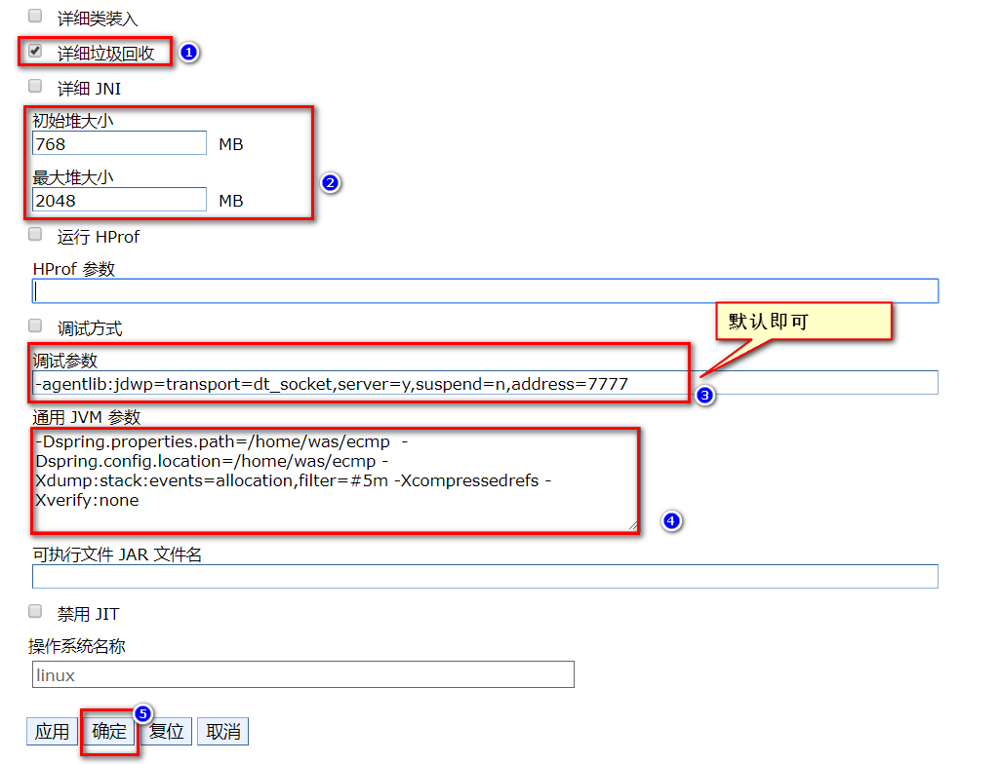 详细类装入
详细垃圾回收
1
详细 JNI
初始堆大小
768 MB
最大堆大小
2
2048 MB
运行 HProf
HProf 参数
调试方式
默认即可
调试参数
-agentlib:jdwp=transport=dt_socket,server=y,suspend=n,address=7777
3
通用 JVM 参数
-Dspring.properties.path=/home/was/ecmp -
Dspring.config.location=/home/was/ecmp -
Xdump:stack:events=allocation,filter=#5m -Xcompressedrefs -
Xverify:none
4
可执行文件 JAR 文件名
禁用 JIT
操作系统名称
linux
5
应用 确定 复位 取消